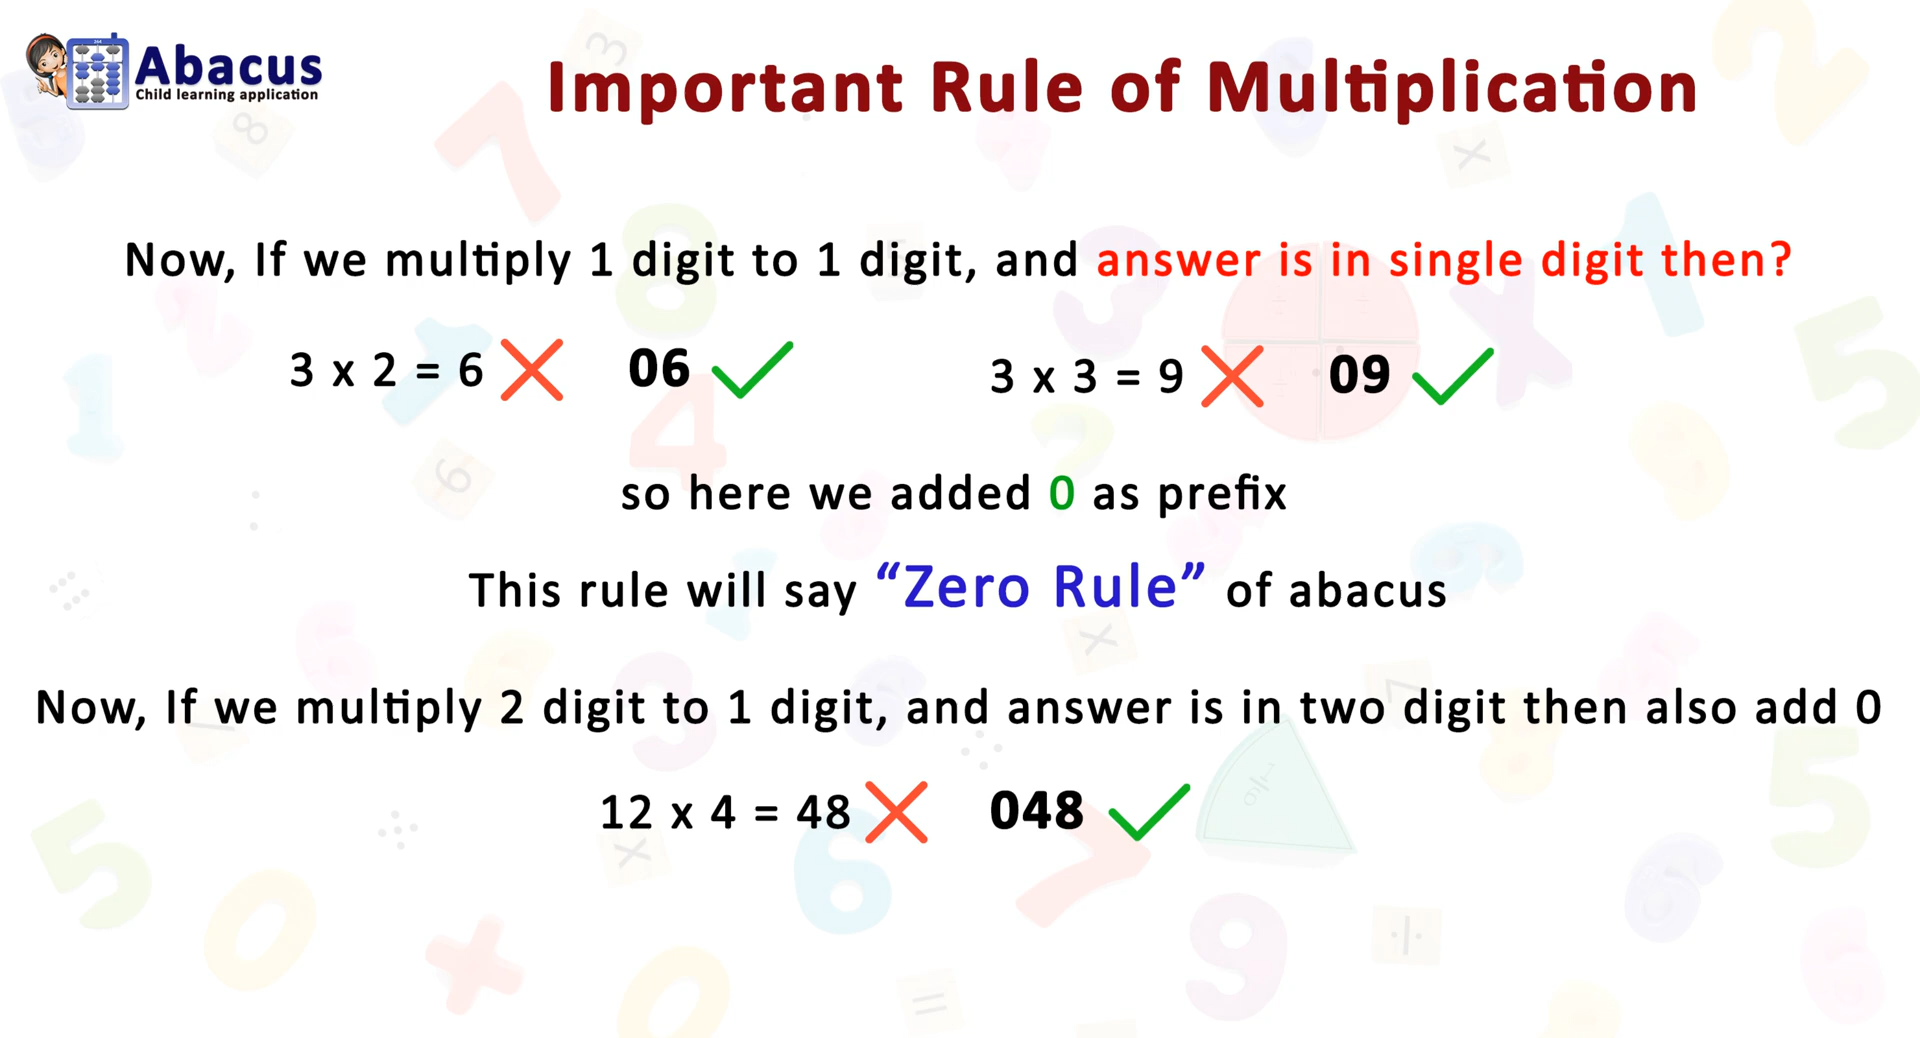 Abacus
Child learning application
Important Rule of Multiplication
Now, If we multiply 1 digit to 1 digit, and answer is in single digit then?
3 x 2 = 6 06 3 x 3 = 9 09
so here we added 0 as prefix
This rule will say “Zero Rule” of abacus
Now, If we multiply 2 digit to 1 digit, and answer is in two digit then also add 0
12 x 4 = 48 048